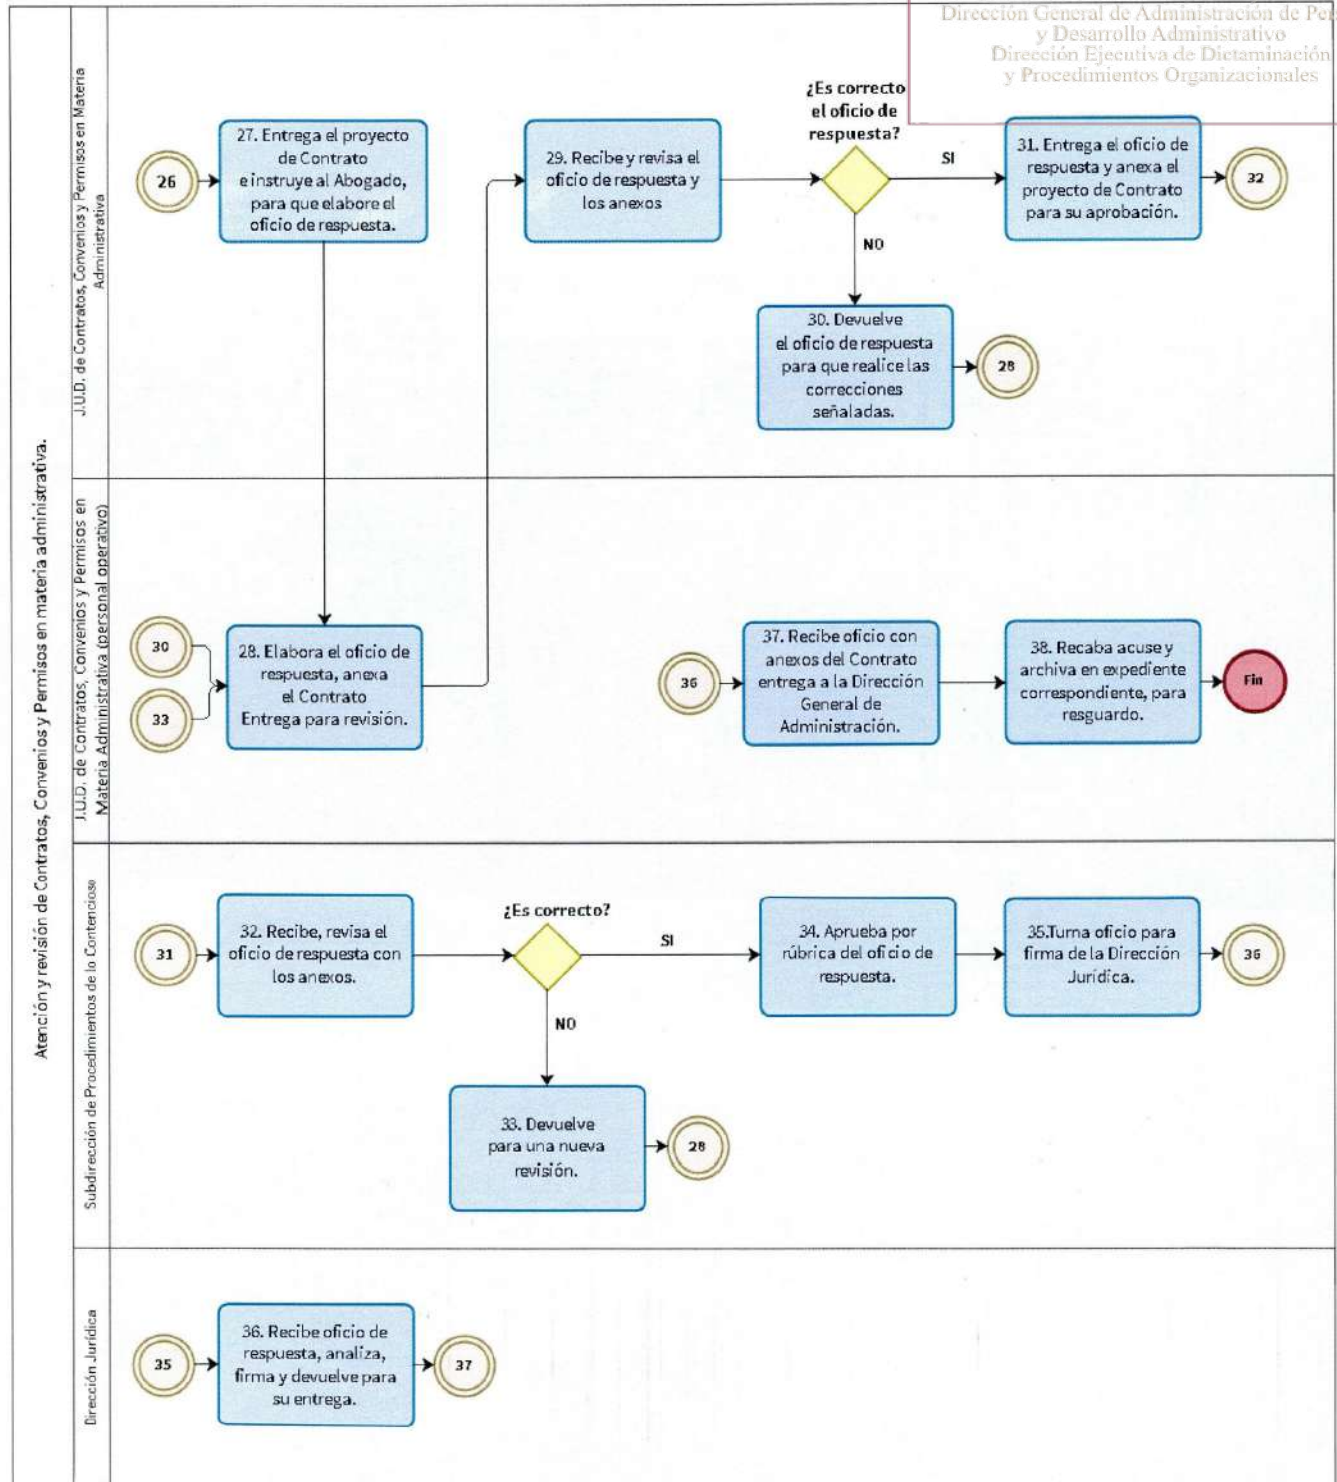 Dirección General de Administración de Per
y Desarrollo Administrativo
Dirección Ejecutiva de Dictaminación
y Procedimientos Organizacionales
Atención y revisión de Contratos, Convenios y Permisos en materia administrativa.
J.U.D. de Contratos, Convenios y Permisos en Materia
Administrativa
26
27. Entrega el proyecto
de Contrato
e instruye al Abogado,
para que elabore el
oficio de respuesta.
29. Recibe y revisa el
oficio de respuesta y
los anexos
¿Es correcto
el oficio de
respuesta?
SI
NO
31. Entrega el oficio de
respuesta y anexa el
proyecto de Contrato
para su aprobación.
32
30. Devuelve
el oficio de respuesta
para que realice las
correcciones
señaladas.
28
J.U.D. de Contratos, Convenios y Permisos en
Materia Administrativa (personal operativo)
30
33
28. Elabora el oficio de
respuesta, anexa
el Contrato
Entrega para revisión.
36
37. Recibe oficio con
anexos del Contrato
entrega a la Dirección
General de
Administración.
38. Recaba acuse y
archiva en expediente
correspondiente, para
resguardo.
Fin
Subdirección de Procedimientos de lo Contencioso
31
32. Recibe, revisa el
oficio de respuesta con
los anexos.
¿Es correcto?
SI
NO
34. Aprueba por
rúbrica del oficio de
respuesta.
35.Turna oficio para
firma de la Dirección
Jurídica.
36
33. Devuelve
para una nueva
revisión.
28
Dirección Jurídica
35
36. Recibe oficio de
respuesta, analiza,
firma y devuelve para
su entrega.
37